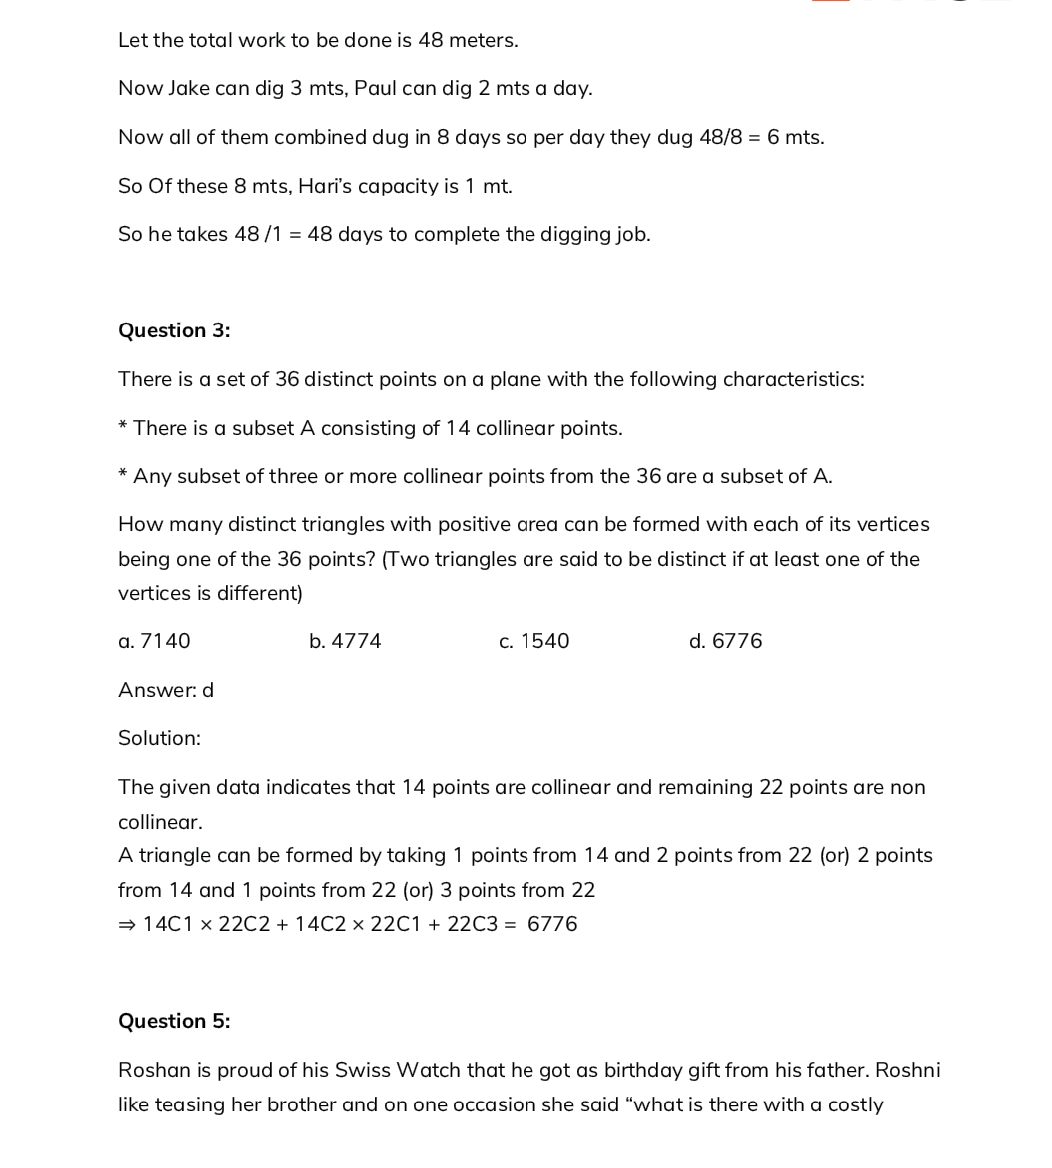 Let the total work to be done is 48 meters.
Now Jake can dig 3 mts, Paul can dig 2 mts a day.
Now all of them combined dug in 8 days so per day they dug 48/8 = 6 mts.
So Of these 8 mts, Hari's capacity is 1 mt.
So he takes 48 /1 = 48 days to complete the digging job.
Question 3:
There is a set of 36 distinct points on a plane with the following characteristics:
* There is a subset A consisting of 14 collinear points.
* Any subset of three or more collinear points from the 36 are a subset of A.
How many distinct triangles with positive area can be formed with each of its vertices
being one of the 36 points? (Two triangles are said to be distinct if at least one of the
vertices is different)
a. 7140 b. 4774 c. 1540 d. 6776
Answer: d
Solution:
The given data indicates that 14 points are collinear and remaining 22 points are non
collinear.
A triangle can be formed by taking 1 points from 14 and 2 points from 22 (or) 2 points
from 14 and 1 points from 22 (or) 3 points from 22
⇒ 14C1 × 22C2 + 14C2 × 22C1 + 22C3 = 6776
Question 5:
Roshan is proud of his Swiss Watch that he got as birthday gift from his father. Roshni
like teasing her brother and on one occasion she said “what is there with a costly